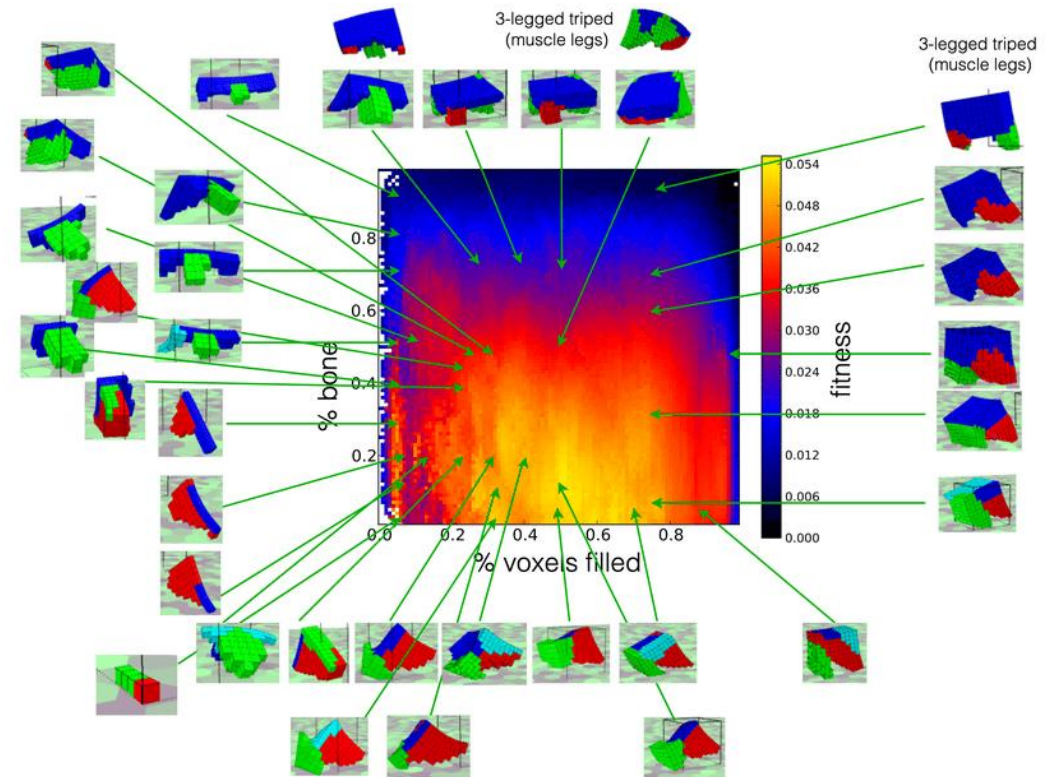 3-legged triped
(muscle legs)
3-legged triped
(muscle legs)
% bone
0.8
0.6
0.4
0.2
0.0
0.2
0.4
0.6
0.8
% voxels filled
0.054
0.048
0.042
0.036
0.030
0.024
0.018
0.012
0.006
0.000
fitness